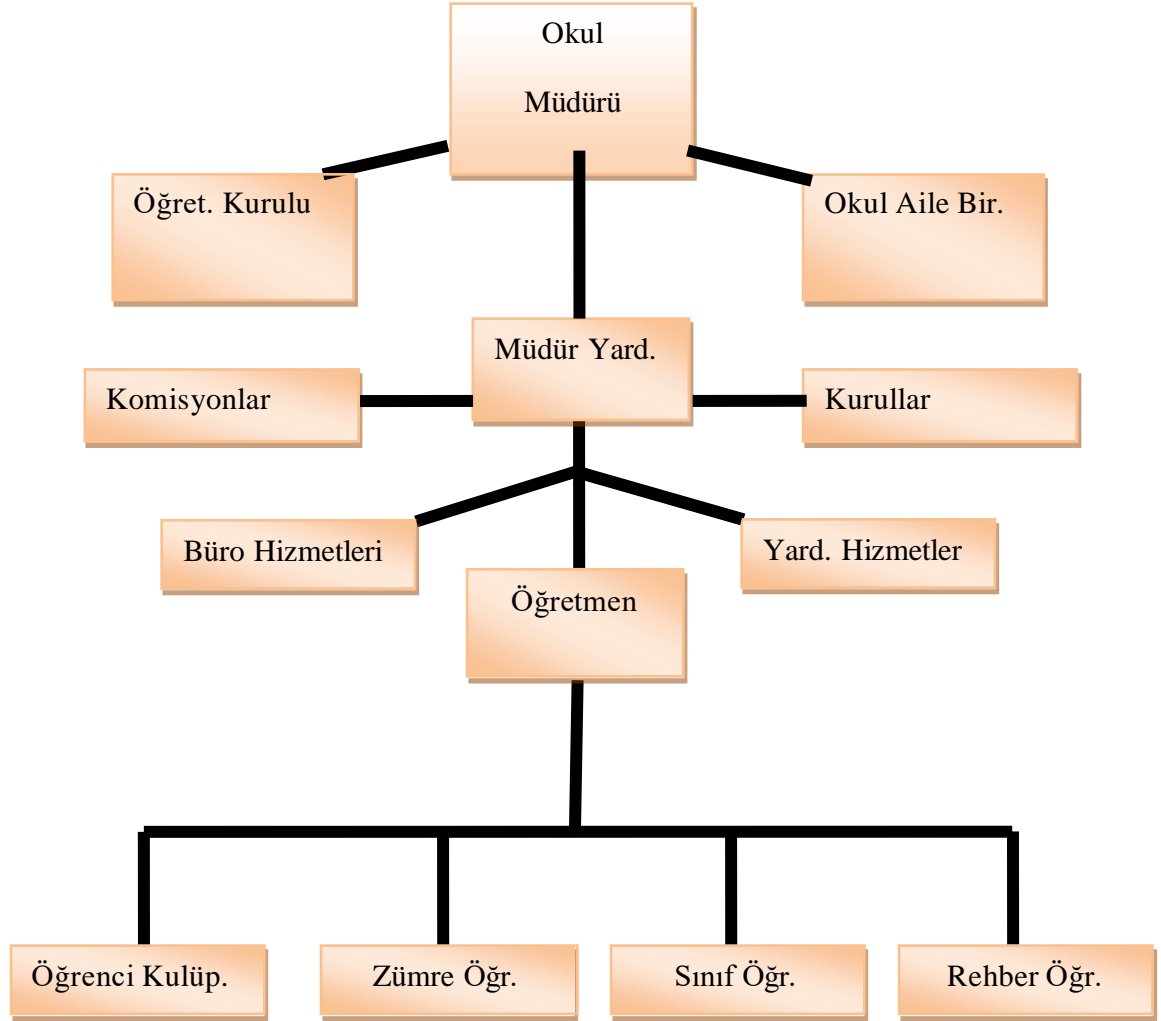 Okul
Müdürü
Öğret. Kurulu
Okul Aile Bir.
Müdür Yard.
Komisyonlar
Kurullar
Büro Hizmetleri
Yard. Hizmetler
Öğretmen
Öğrenci Kulüp.
Zümre Öğr.
Sınıf Öğr.
Rehber Öğr.